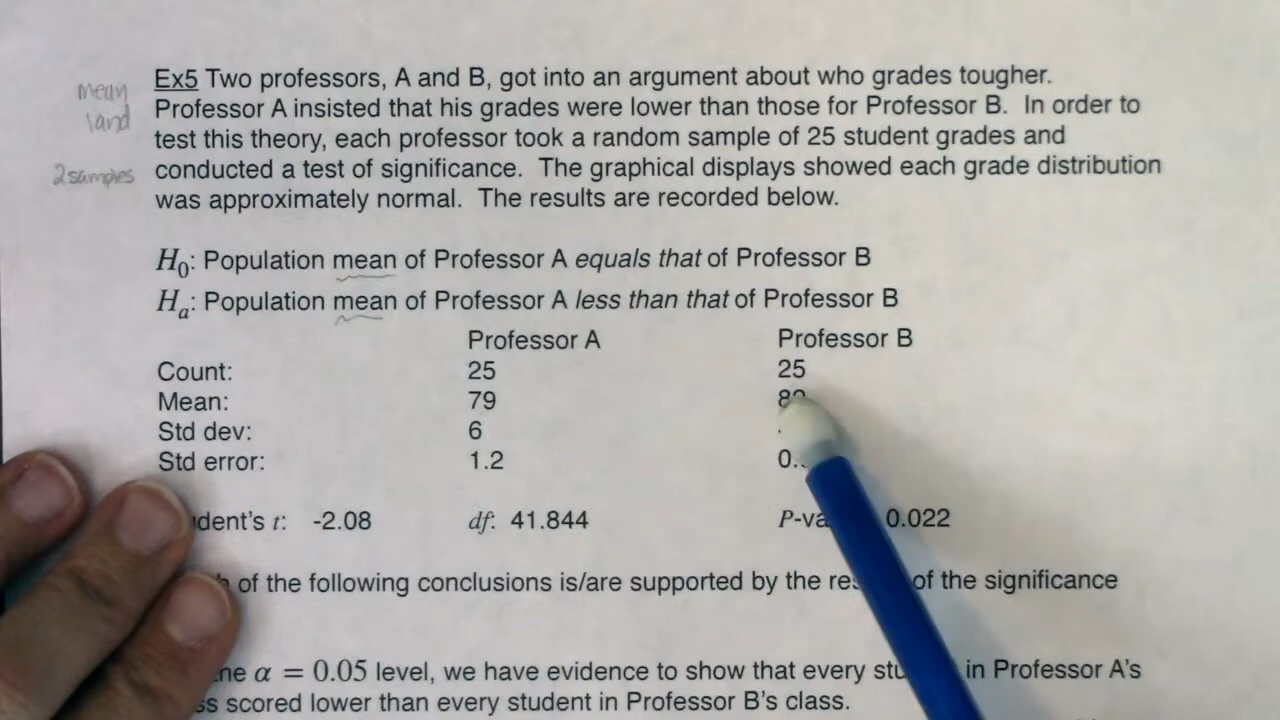 mean
land
2 samples
Ex5 Two professors, A and B, got into an argument about who grades tougher.
Professor A insisted that his grades were lower than those for Professor B. In order to
test this theory, each professor took a random sample of 25 student grades and
conducted a test of significance. The graphical displays showed each grade distribution
was approximately normal. The results are recorded below.
H₀: Population mean of Professor A equals that of Professor B
Hₐ: Population mean of Professor A less than that of Professor B
Professor A Professor B
Count: 25 25
Mean: 79
Std dev: 6
Std error: 1.2
t: -2.08 df: 41.844 0.022
of the following conclusions is/are supported by the of the significance
α = 0.05 level, we have evidence to show that every in Professor A's
scored lower than every student in Professor B's class.